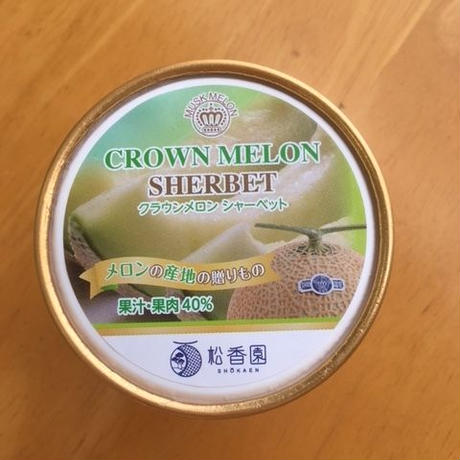 MUSK MELON
CROWN MELON
SHERBET
クラウンメロン シャーベット
メロンの産地の贈りもの
果汁・果肉 40%
松香園
SHŌKAEN